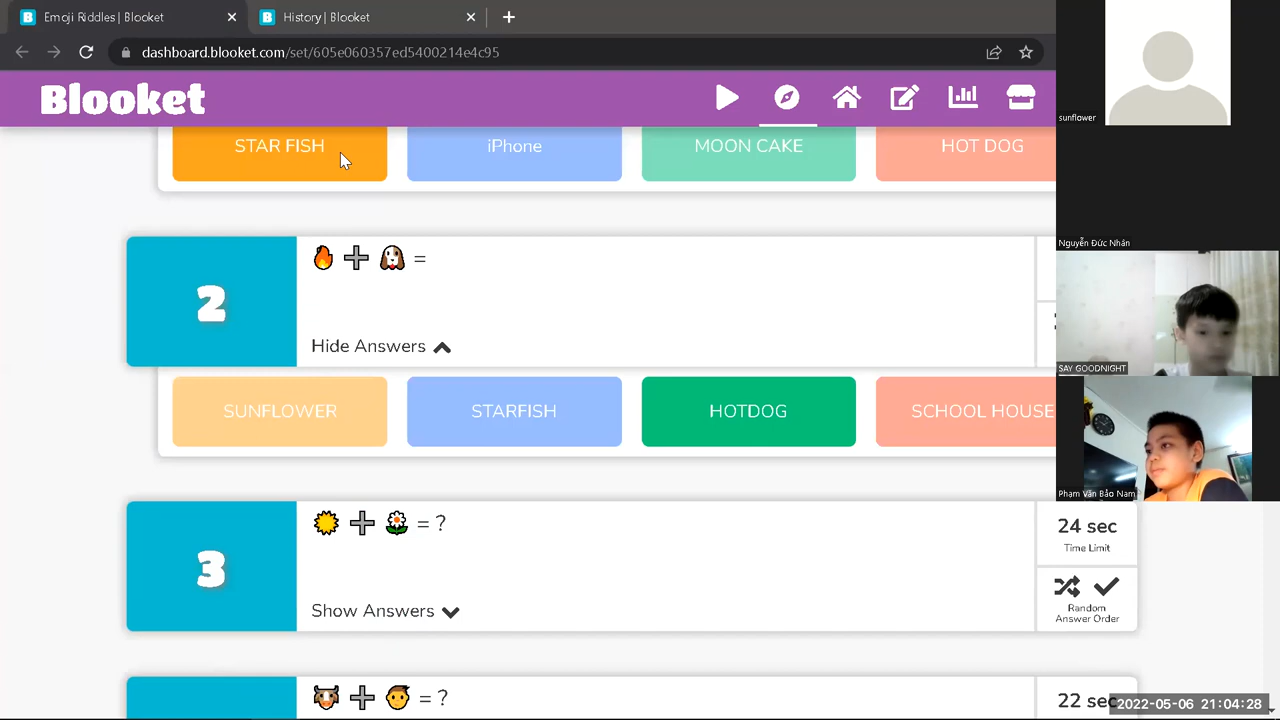 Emoji Riddles | Blooket
History | Blooket
dashboard.blooket.com/set/605e060357ed5400214e4c95
Blooket
sunflower
STAR FISH
iPhone
MOON CAKE
HOT DOG
Nguyễn Đức Nhân
2
🔥 ➕ 🐶 =
Hide Answers
SAY GOODNIGHT
SUNFLOWER
STARFISH
HOTDOG
SCHOOL HOUSE
Phạm Văn Bảo Nam
3
☀ ➕ 🌼 = ?
24 sec
Time Limit
Show Answers
Random
Answer Order
🐮 ➕ 👦 = ?
22 sec
2022-05-06 21:04:28